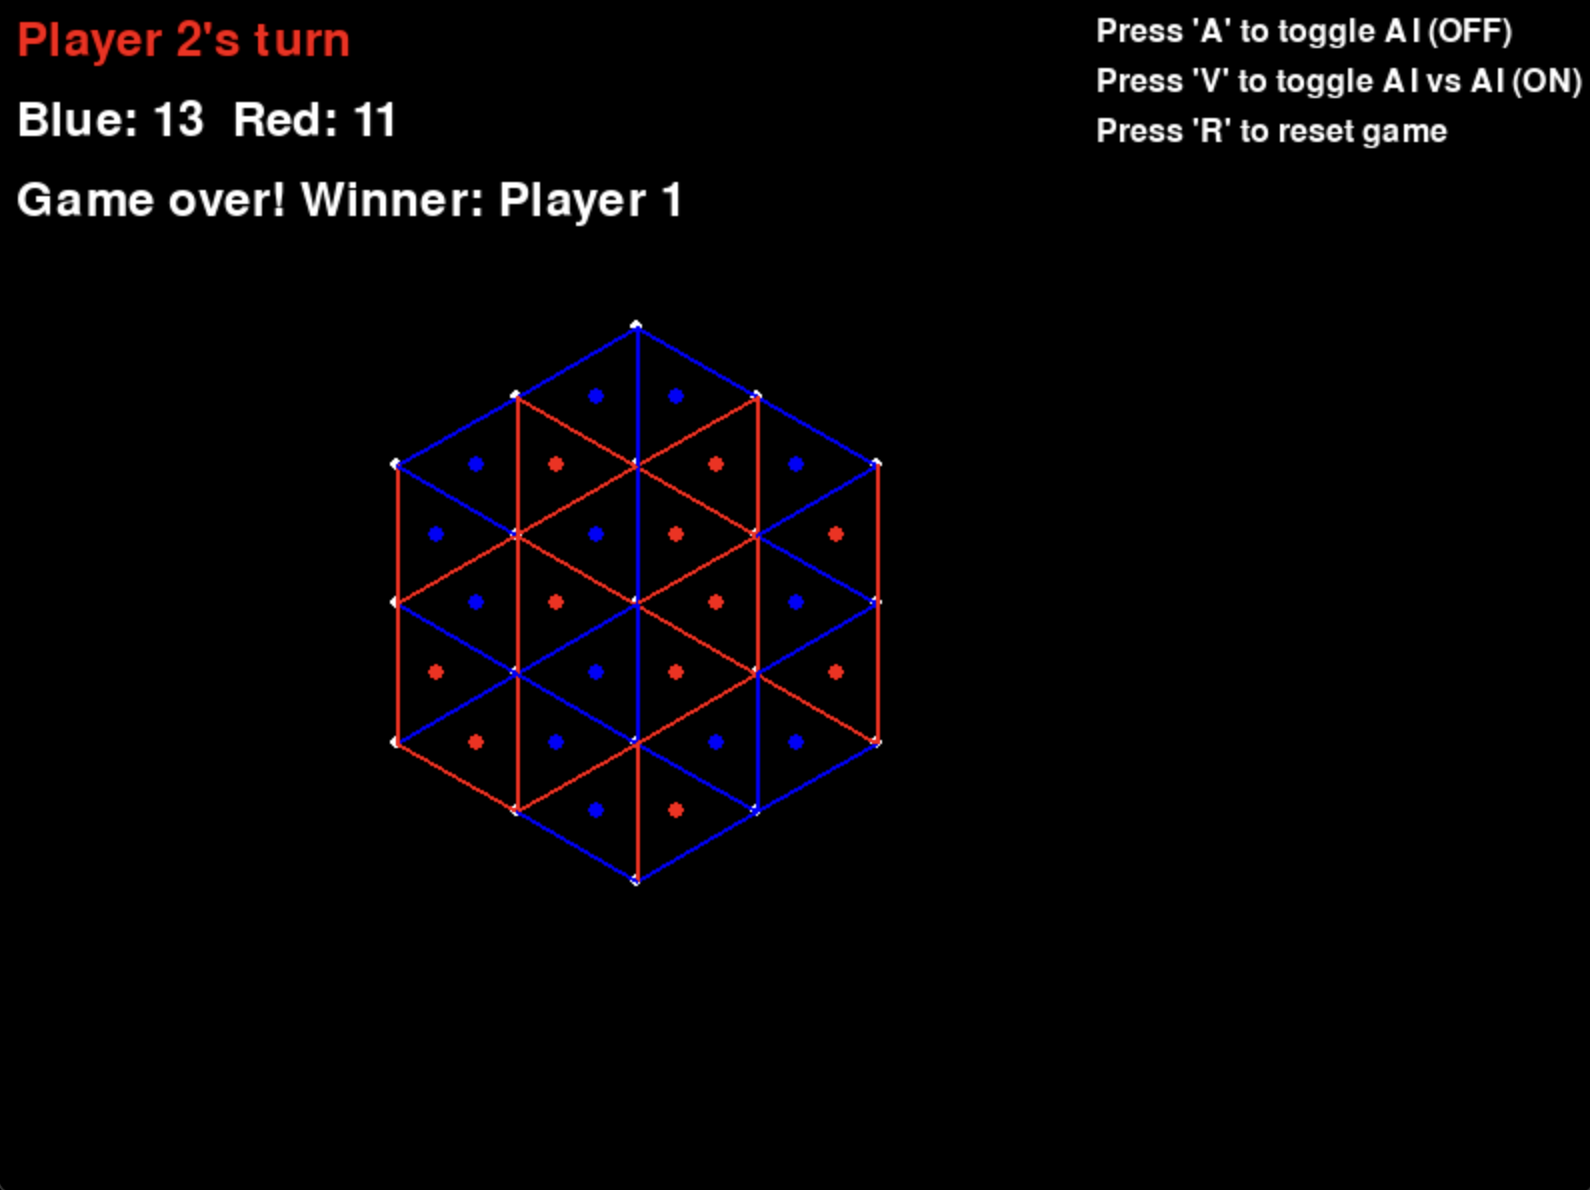 Player 2's turn
Blue: 13  Red: 11
Game over! Winner: Player 1
Press 'A' to toggle AI (OFF)
Press 'V' to toggle AI vs AI (ON)
Press 'R' to reset game